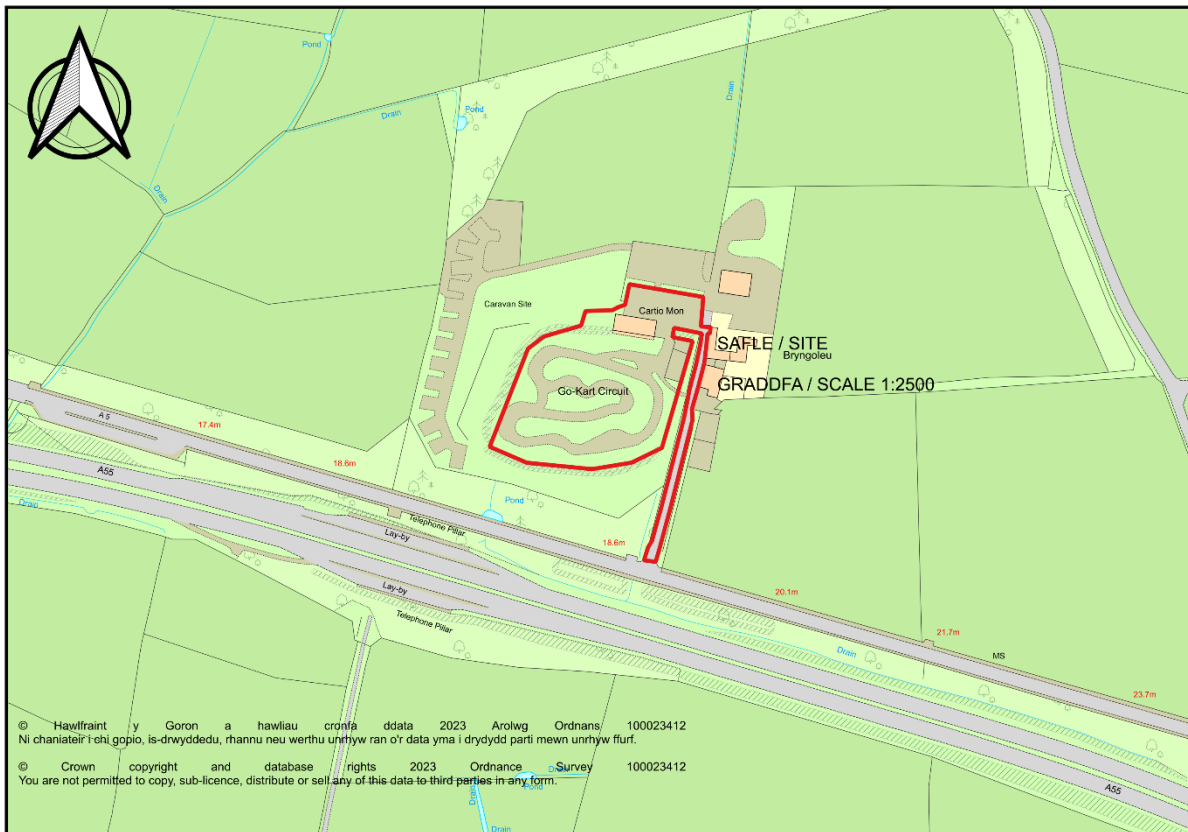 Pond
Pond
Drain
Drain
Drain
Caravan Site
Cartio Mon
SAFLE / SITE
Bryngoleu
GRADDFA / SCALE 1:2500
Go-Kart Circuit
A 5
17.4m
18.6m
A55
Drain
Pond
Telephone Pillar
Lay-by
18.6m
Lay-by
Telephone Pillar
20.1m
21.7m
Drain
MS
23.7m
© Hawlfraint y Goron a hawliau cronfa ddata 2023 Arolwg Ordnans 100023412
Ni chaniateir i chi gopio, is-drwyddedu, rhannu neu werthu unrhyw ran o'r data yma i drydydd parti mewn unrhyw ffurf.
© Crown copyright and database rights 2023 Ordnance Survey 100023412
You are not permitted to copy, sub-licence, distribute or sell any of this data to third parties in any form.
Drain
Pond
Drain
Drain
A55